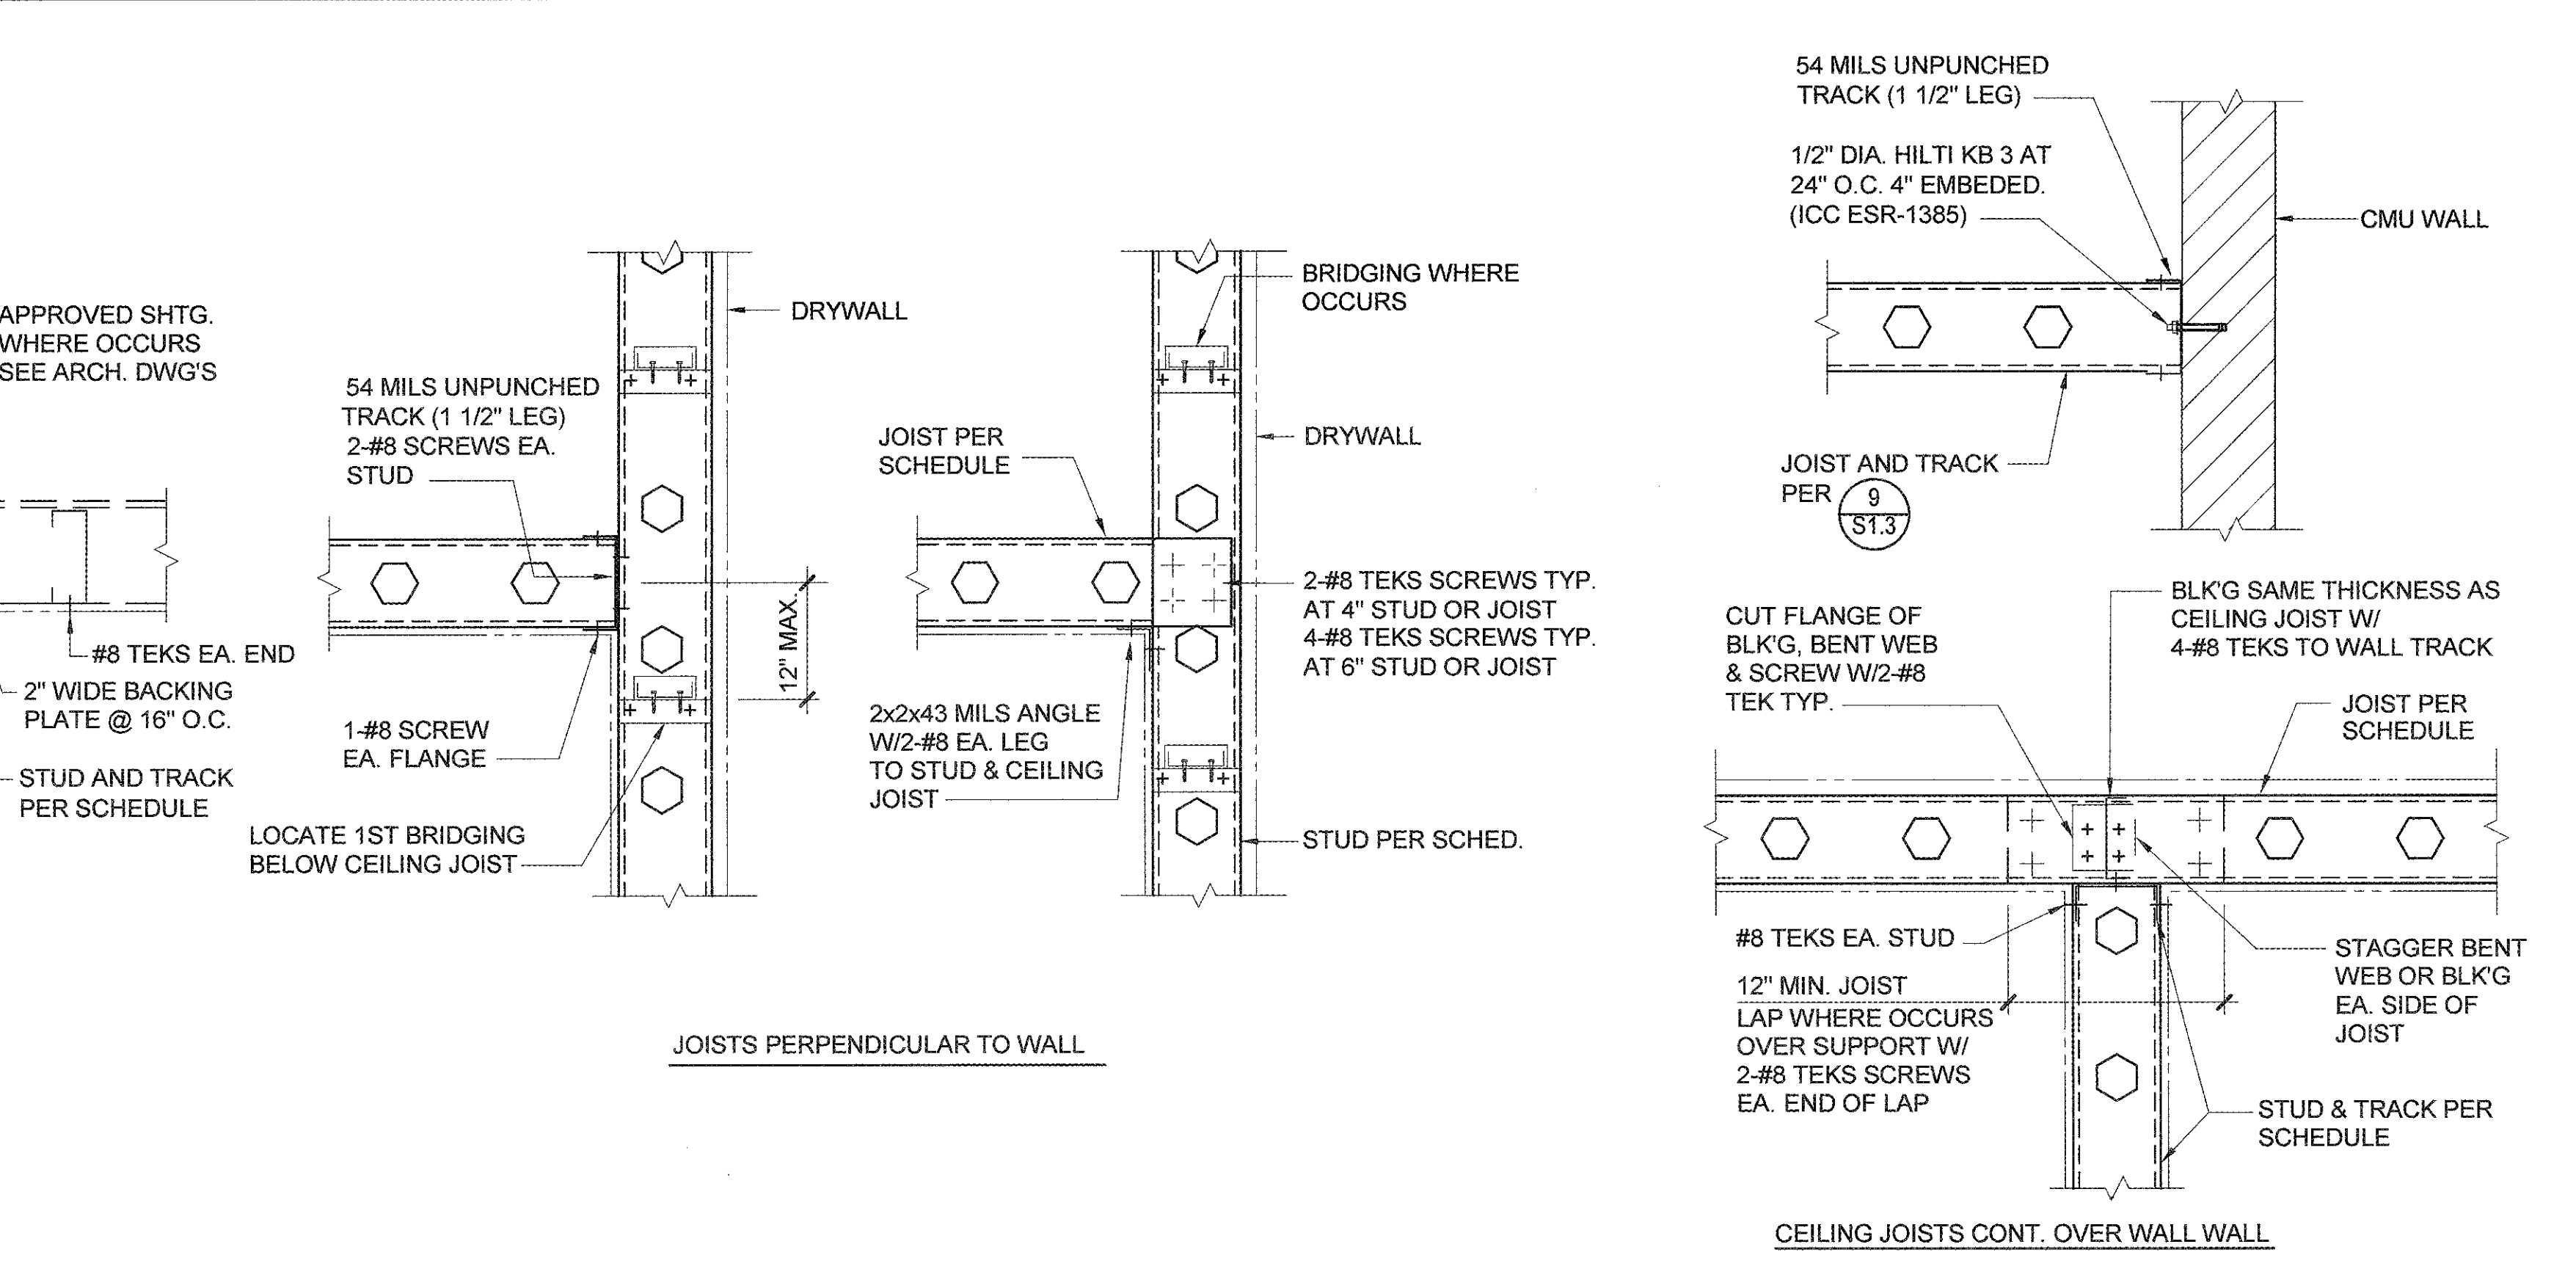 APPROVED SHTG.
WHERE OCCURS
SEE ARCH. DWG'S
#8 TEKS EA. END
2" WIDE BACKING
PLATE @ 16" O.C.
STUD AND TRACK
PER SCHEDULE
54 MILS UNPUNCHED
TRACK (1 1/2" LEG)
2-#8 SCREWS EA.
STUD
DRYWALL
12" MAX.
1-#8 SCREW
EA. FLANGE
LOCATE 1ST BRIDGING
BELOW CEILING JOIST
JOIST PER
SCHEDULE
BRIDGING WHERE
OCCURS
DRYWALL
2-#8 TEKS SCREWS TYP.
AT 4" STUD OR JOIST
4-#8 TEKS SCREWS TYP.
AT 6" STUD OR JOIST
2x2x43 MILS ANGLE
W/2-#8 EA. LEG
TO STUD & CEILING
JOIST
STUD PER SCHED.
JOISTS PERPENDICULAR TO WALL
54 MILS UNPUNCHED
TRACK (1 1/2" LEG)
1/2" DIA. HILTI KB 3 AT
24" O.C. 4" EMBEDED.
(ICC ESR-1385)
CMU WALL
JOIST AND TRACK
PER
9
S1.3
CUT FLANGE OF
BLK'G, BENT WEB
& SCREW W/2-#8
TEK TYP.
BLK'G SAME THICKNESS AS
CEILING JOIST W/
4-#8 TEKS TO WALL TRACK
JOIST PER
SCHEDULE
#8 TEKS EA. STUD
12" MIN. JOIST
LAP WHERE OCCURS
OVER SUPPORT W/
2-#8 TEKS SCREWS
EA. END OF LAP
STAGGER BENT
WEB OR BLK'G
EA. SIDE OF
JOIST
STUD & TRACK PER
SCHEDULE
CEILING JOISTS CONT. OVER WALL WALL